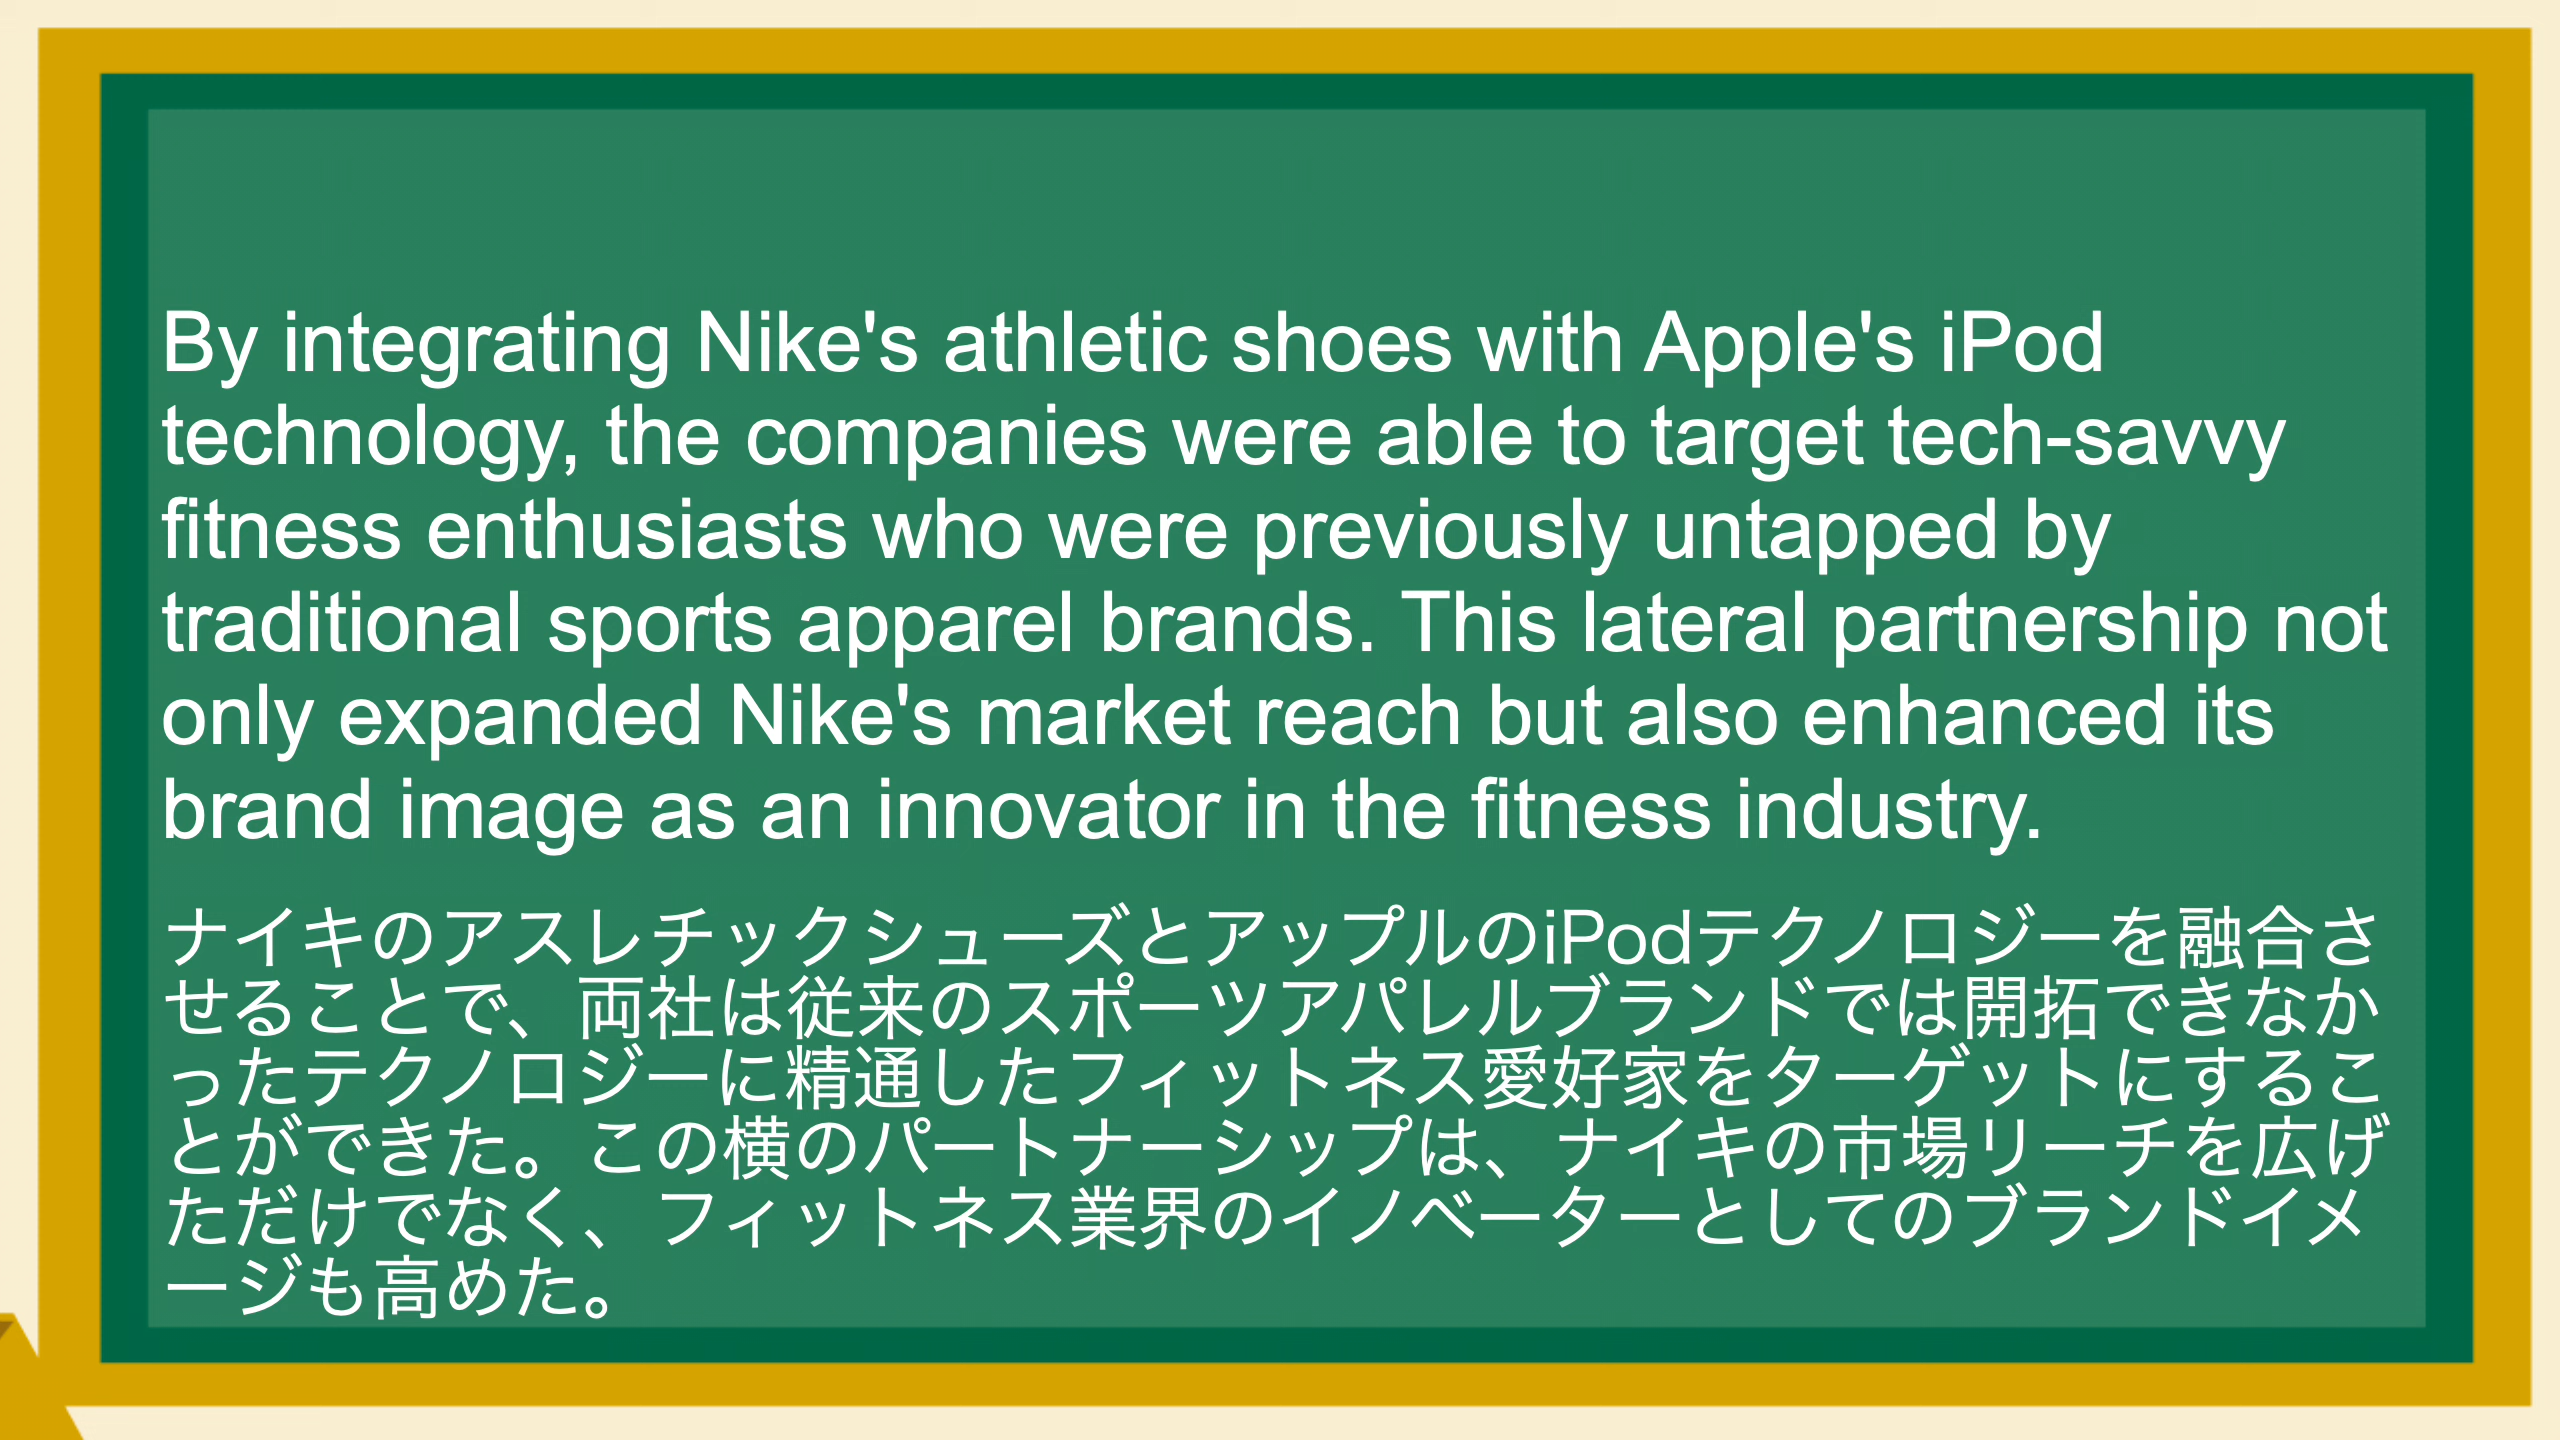 By integrating Nike's athletic shoes with Apple's iPod
technology, the companies were able to target tech-savvy
fitness enthusiasts who were previously untapped by
traditional sports apparel brands. This lateral partnership not
only expanded Nike's market reach but also enhanced its
brand image as an innovator in the fitness industry.
ナイキのアスレチックシューズとアップルのiPodテクノロジーを融合さ
せることで、両社は従来のスポーツアパレルブランドでは開拓できなか
ったテクノロジーに精通したフィットネス愛好家をターゲットにするこ
とができた。この横のパートナーシップは、ナイキの市場リーチを広げ
ただけでなく、フィットネス業界のイノベーターとしてのブランドイメ
ージも高めた。